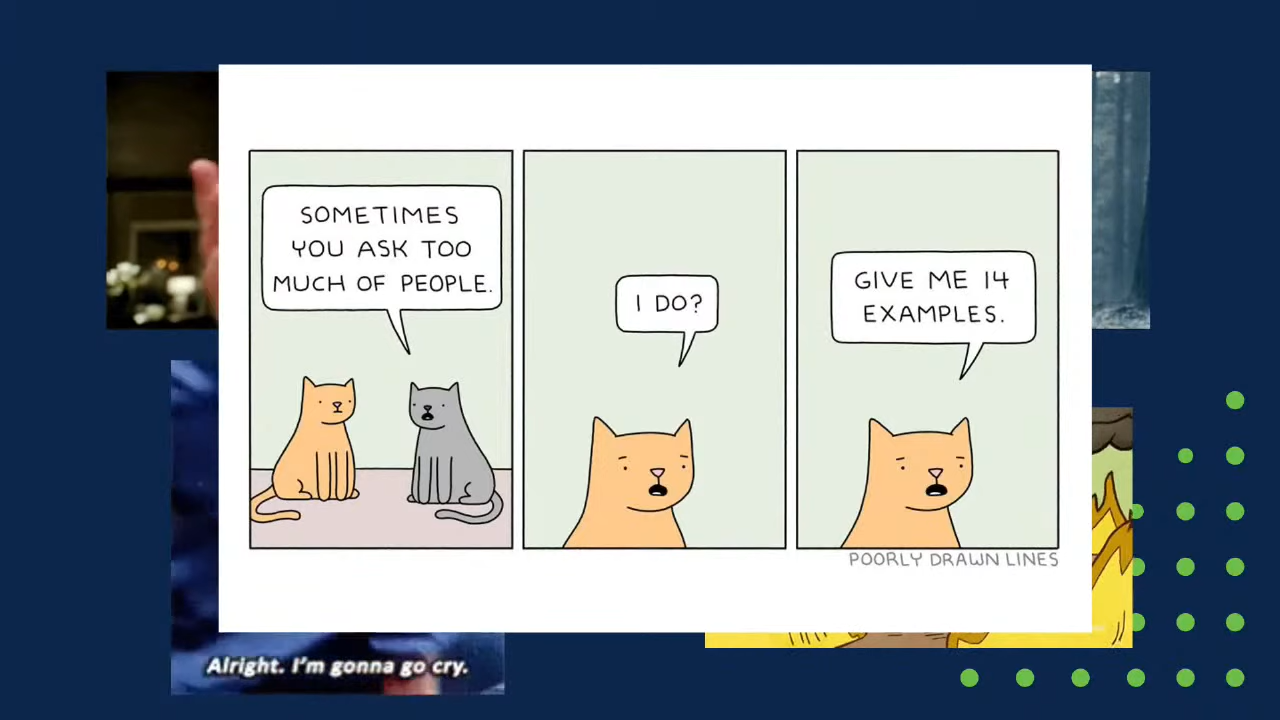 SOMETIMES
YOU ASK TOO
MUCH OF PEOPLE.
I DO?
GIVE ME 14
EXAMPLES.
POORLY DRAWN LINES
Alright. I'm gonna go cry.